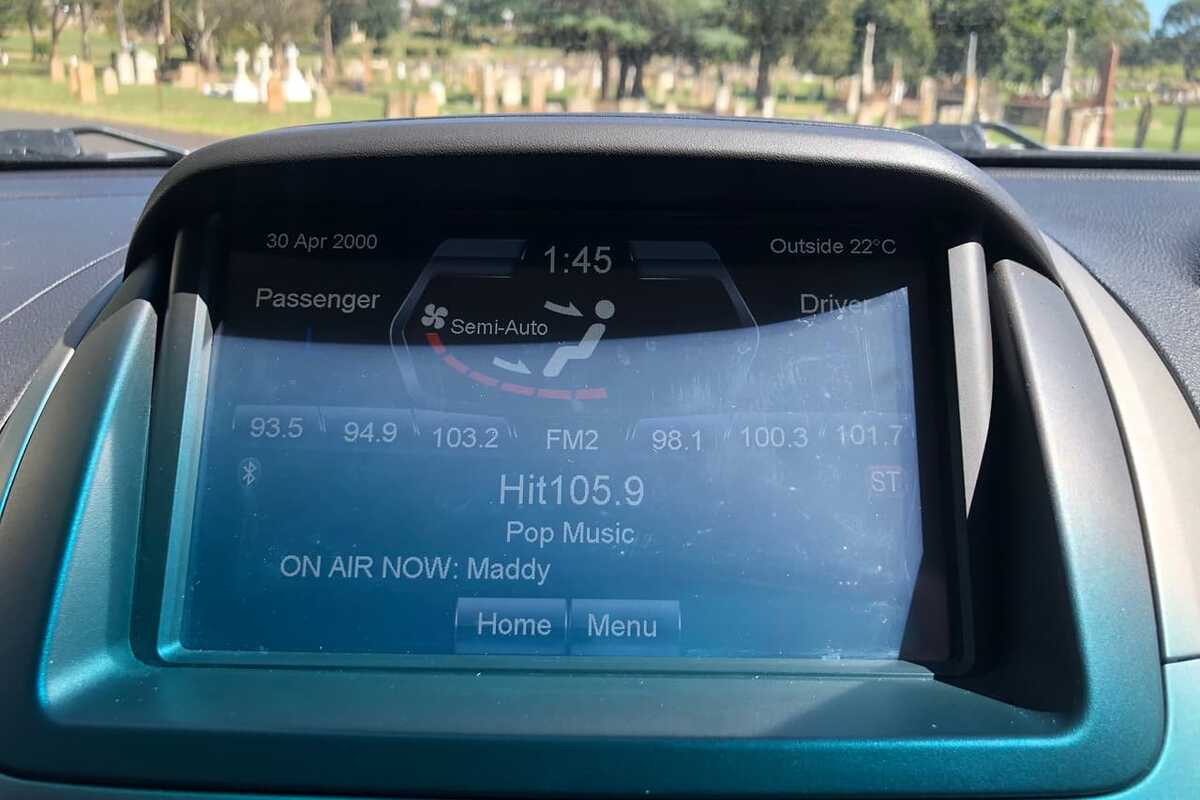 30 Apr 2000
1:45
Outside 22°C
Passenger
Driver
Semi-Auto
93.5 94.9 103.2 FM2 98.1 100.3 101.7
Hit105.9
ST
Pop Music
ON AIR NOW: Maddy
Home Menu